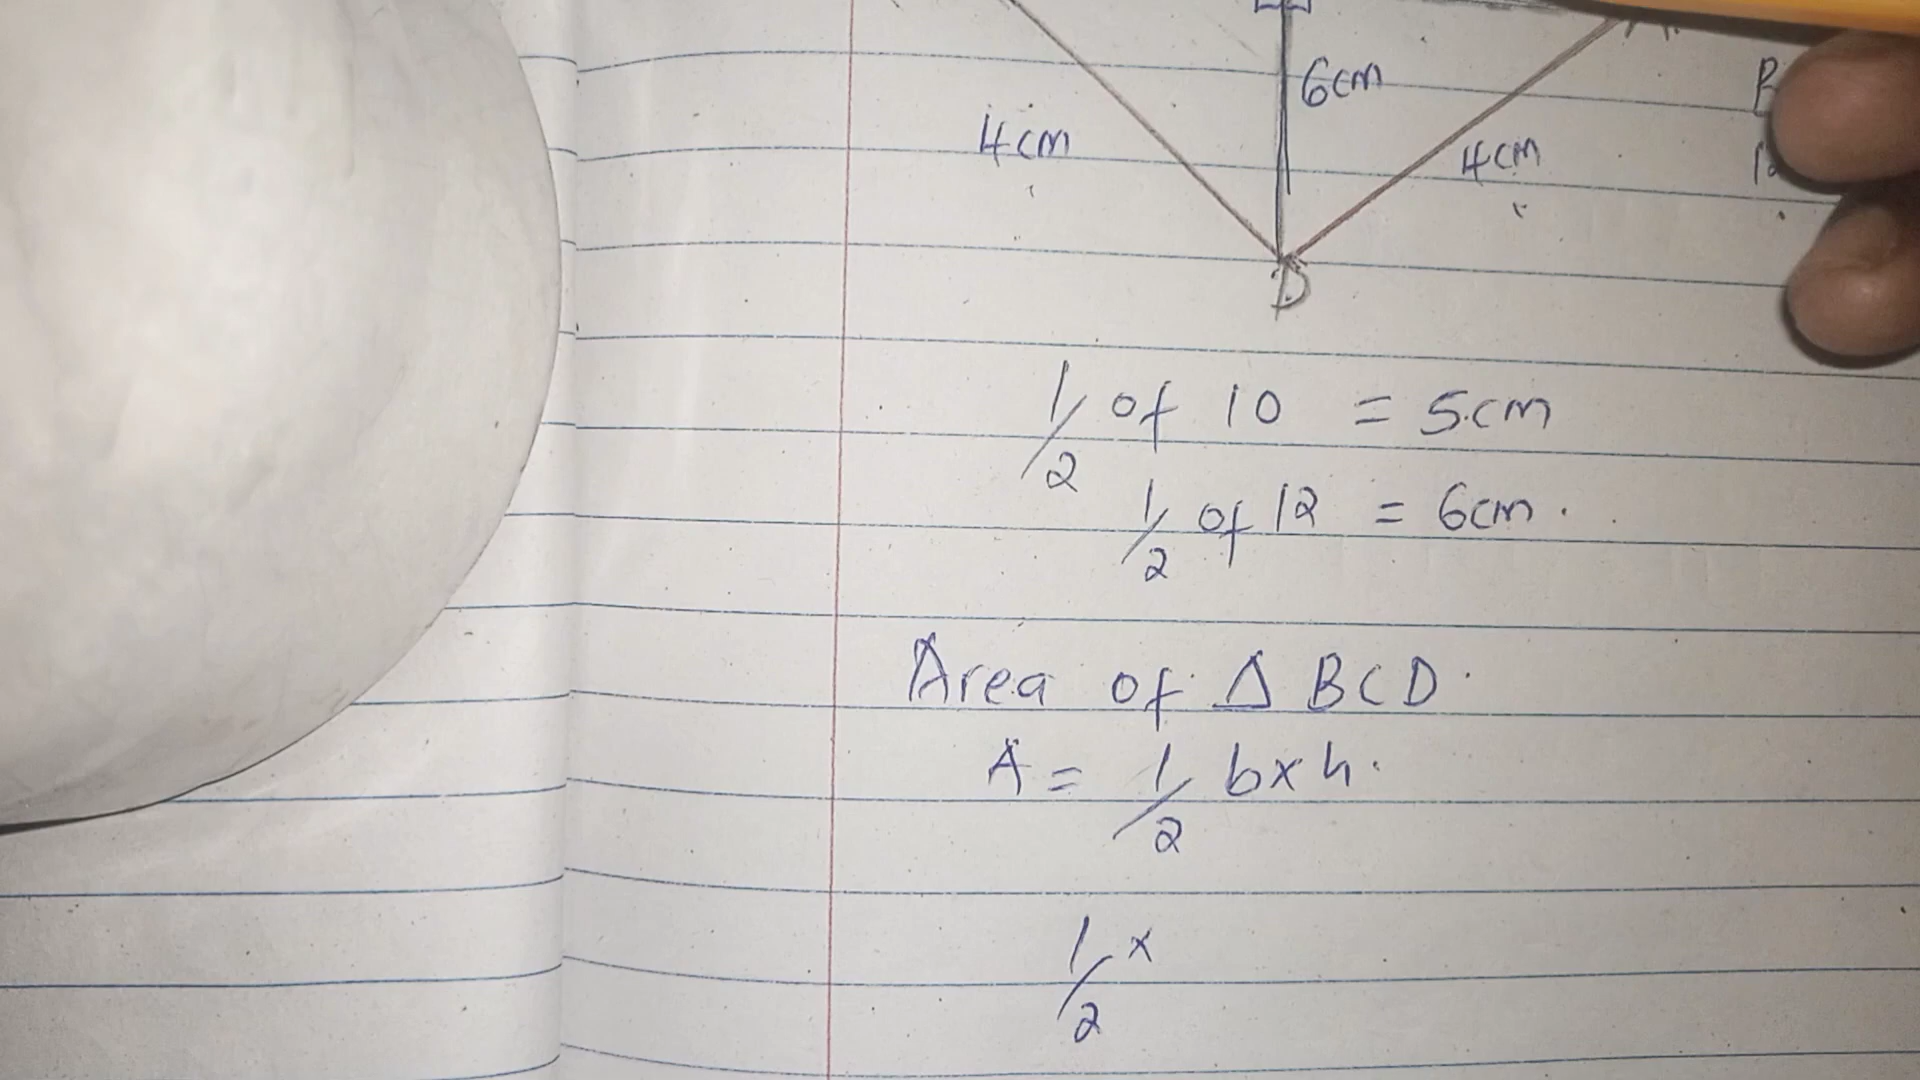 6cm
4cm
4cm
D
1/2 of 10 = 5cm
1/2 of 12 = 6cm.
Area of Δ BCD.
A = 1/2 b×h.
1/2 ×